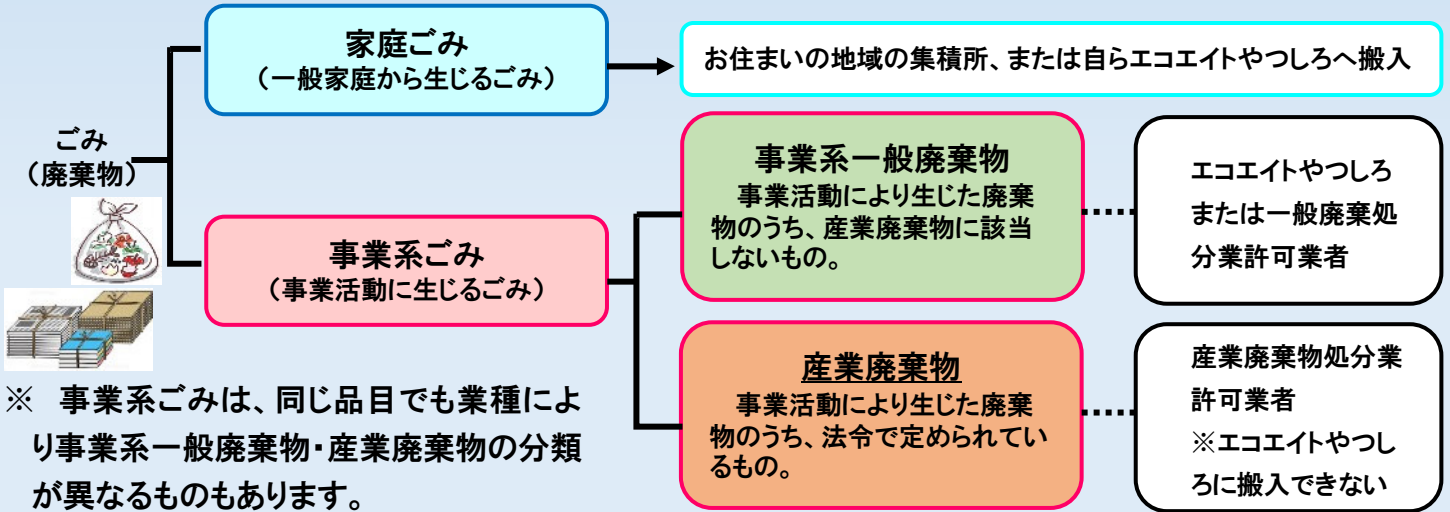 家庭ごみ
（一般家庭から生じるごみ）
お住まいの地域の集積所、または自らエコエイトやつしろへ搬入
ごみ
（廃棄物）
事業系ごみ
（事業活動に生じるごみ）
事業系一般廃棄物
事業活動により生じた廃棄
物のうち、産業廃棄物に該当
しないもの。
エコエイトやつしろ
または一般廃棄処
分業許可業者
産業廃棄物
事業活動により生じた廃棄
物のうち、法令で定められてい
るもの。
産業廃棄物処分業
許可業者
※エコエイトやつし
ろに搬入できない
※　事業系ごみは、同じ品目でも業種によ
り事業系一般廃棄物・産業廃棄物の分類
が異なるものもあります。